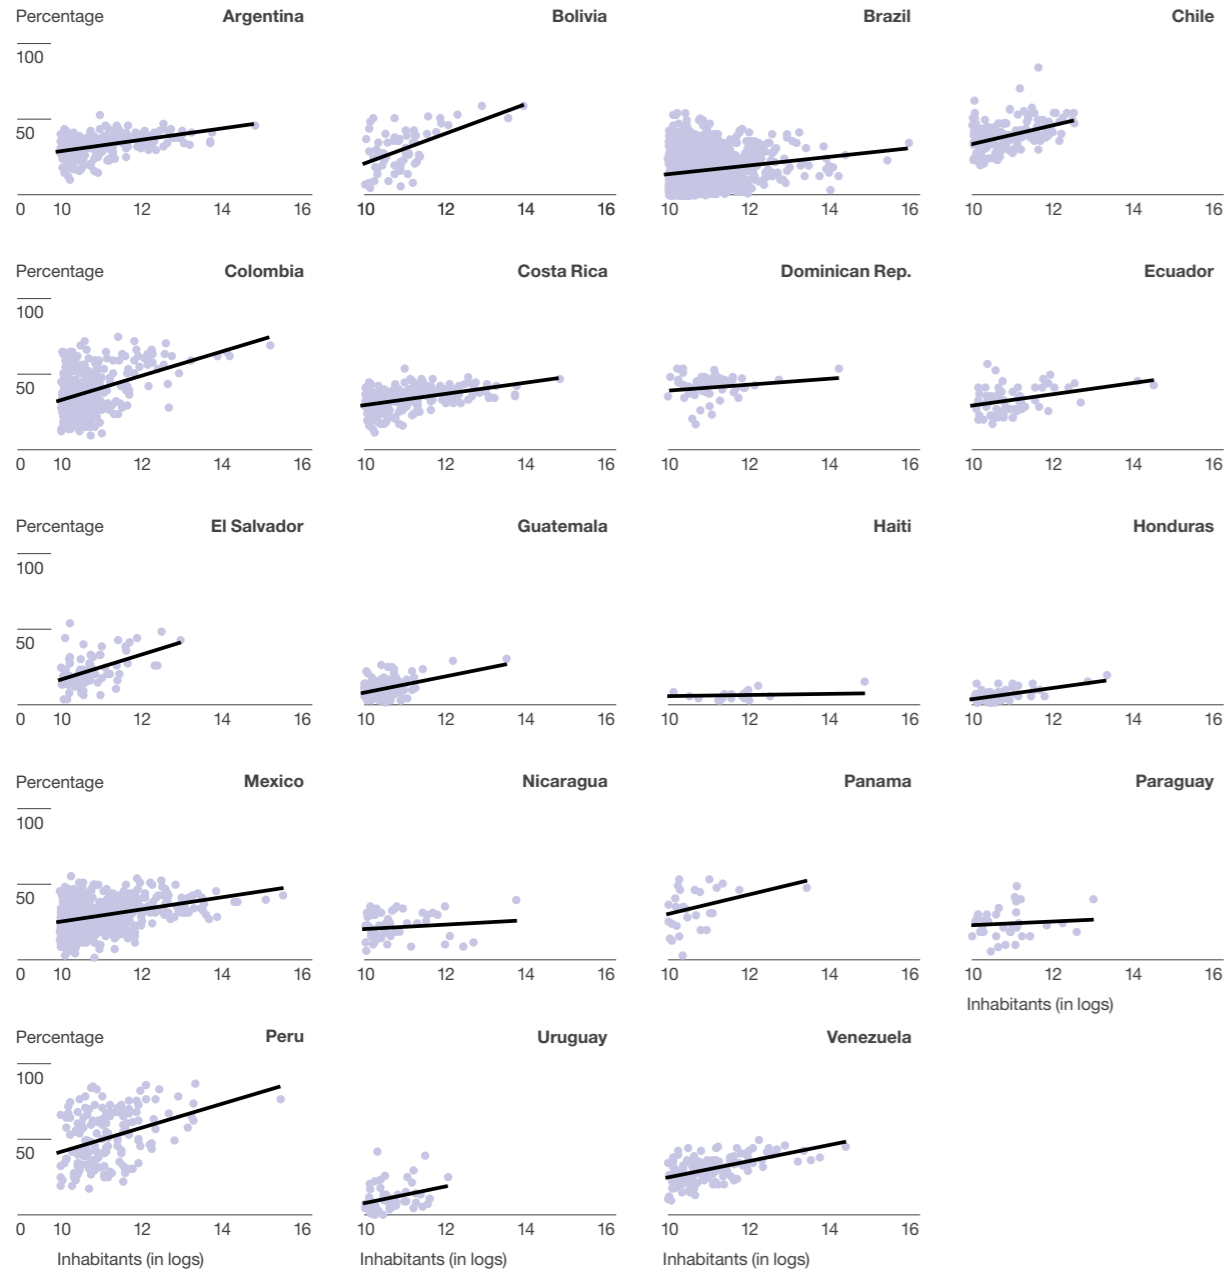 Percentage Argentina Bolivia Brazil Chile
100
50
0 10 12 14 16 10 12 14 16 10 12 14 16 10 12 14 16
Percentage Colombia Costa Rica Dominican Rep. Ecuador
100
50
0 10 12 14 16 10 12 14 16 10 12 14 16 10 12 14 16
Percentage El Salvador Guatemala Haiti Honduras
100
50
0 10 12 14 16 10 12 14 16 10 12 14 16 10 12 14 16
Percentage Mexico Nicaragua Panama Paraguay
100
50
0 10 12 14 16 10 12 14 16 10 12 14 16 10 12 14 16
Inhabitants (in logs)
Percentage Peru Uruguay Venezuela
100
50
0 10 12 14 16 10 12 14 16 10 12 14 16
Inhabitants (in logs) Inhabitants (in logs) Inhabitants (in logs)